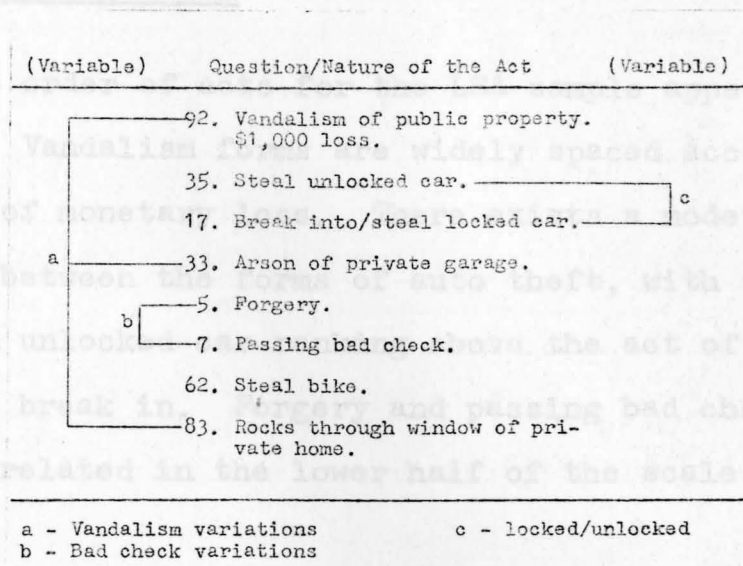 (Variable) Question/Nature of the Act (Variable)
92. Vandalism of public property.
$1,000 loss.
35. Steal unlocked car.
c
17. Break into/steal locked car.
a
33. Arson of private garage.
5. Forgery.
b
7. Passing bad check.
62. Steal bike.
83. Rocks through window of pri-
vate home.
a - Vandalism variations c - locked/unlocked
b - Bad check variations